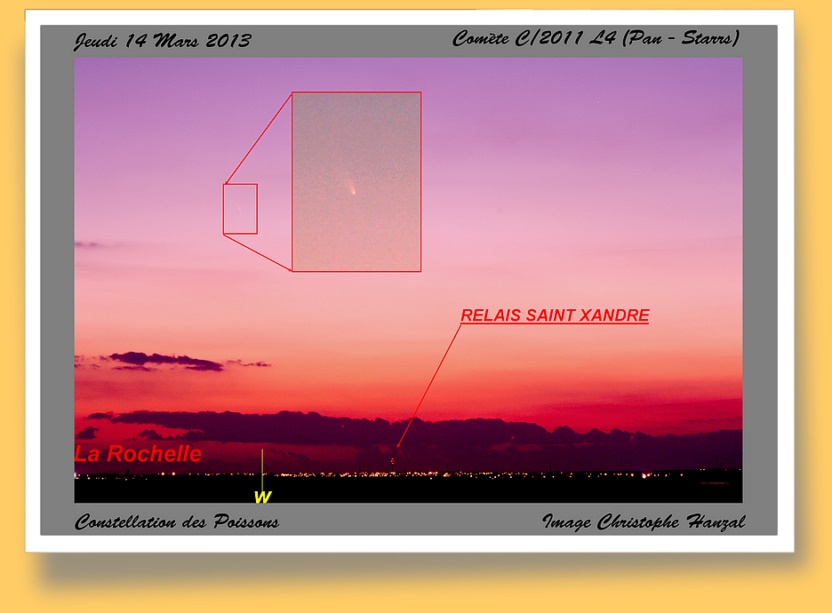 Jeudi 14 Mars 2013
Comète C/2011 L4 (Pan - Starrs)
RELAIS SAINT XANDRE
La Rochelle
W
Constellation des Poissons
Image Christophe Hanzal